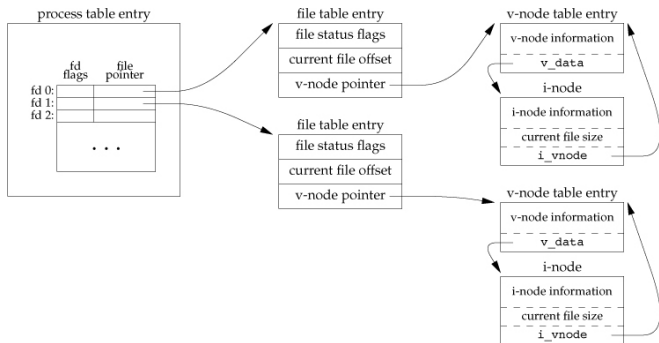 process table entry
fd
flags
file
pointer
fd 0:
fd 1:
fd 2:
. . .
file table entry
file status flags
current file offset
v-node pointer
file table entry
file status flags
current file offset
v-node pointer
v-node table entry
v-node information
v_data
i-node
i-node information
current file size
i_vnode
v-node table entry
v-node information
v_data
i-node
i-node information
current file size
i_vnode